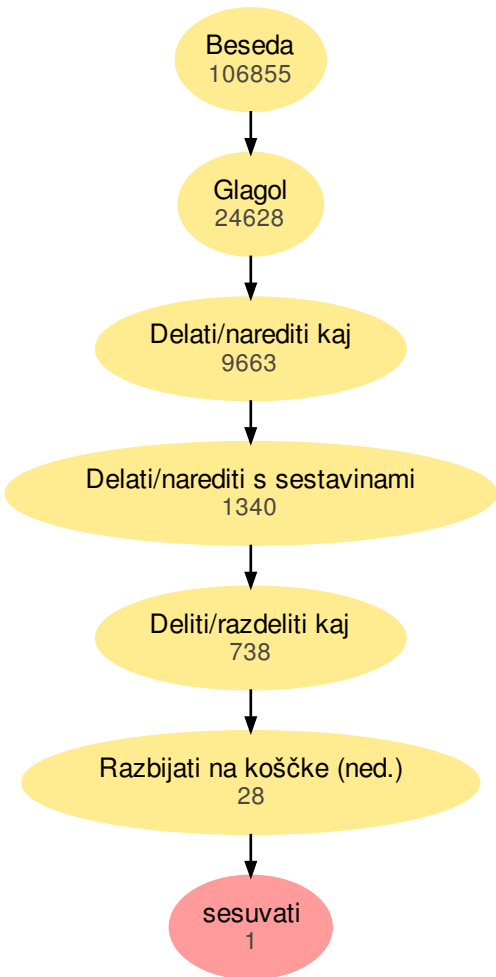 Beseda
106855
Glagol
24628
Delati/narediti kaj
9663
Delati/narediti s sestavinami
1340
Deliti/razdeliti kaj
738
Razbijati na koščke (ned.)
28
sesuvati
1